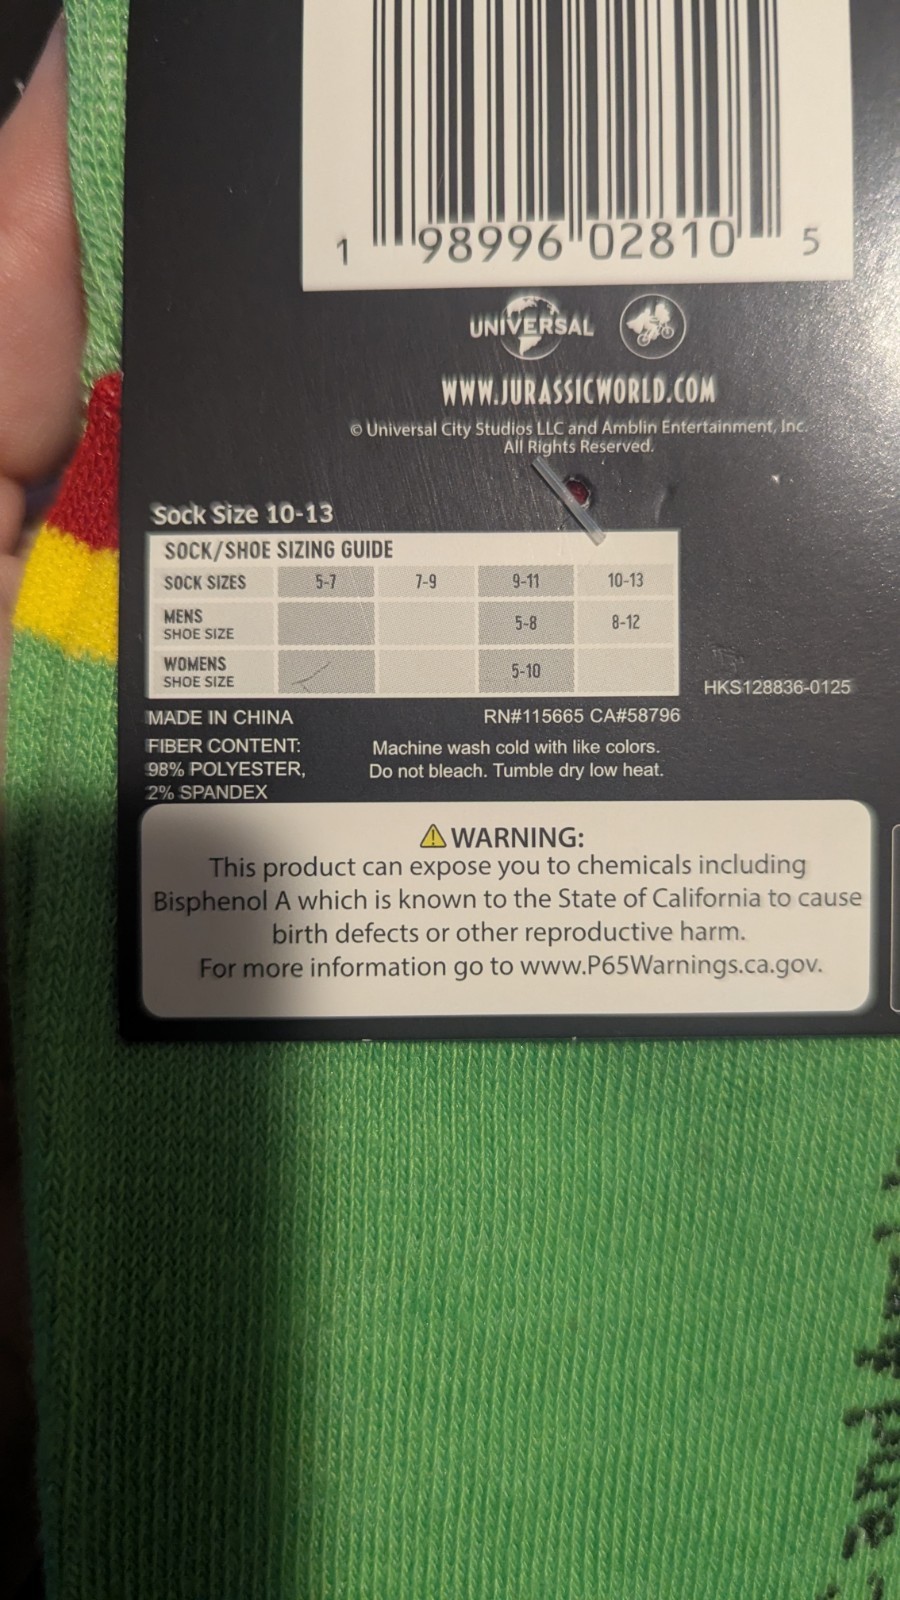 1 98996 02810 5
UNIVERSAL
WWW.JURASSICWORLD.COM
© Universal City Studios LLC and Amblin Entertainment, Inc.
All Rights Reserved.
Sock Size 10-13
SOCK/SHOE SIZING GUIDE
SOCK SIZES 5-7 7-9 9-11 10-13
MENS
SHOE SIZE 5-8 8-12
WOMENS
SHOE SIZE 5-10
HKS128836-0125
MADE IN CHINA RN#115665 CA#58796
FIBER CONTENT:
98% POLYESTER,
2% SPANDEX
Machine wash cold with like colors.
Do not bleach. Tumble dry low heat.
WARNING:
This product can expose you to chemicals including
Bisphenol A which is known to the State of California to cause
birth defects or other reproductive harm.
For more information go to www.P65Warnings.ca.gov.